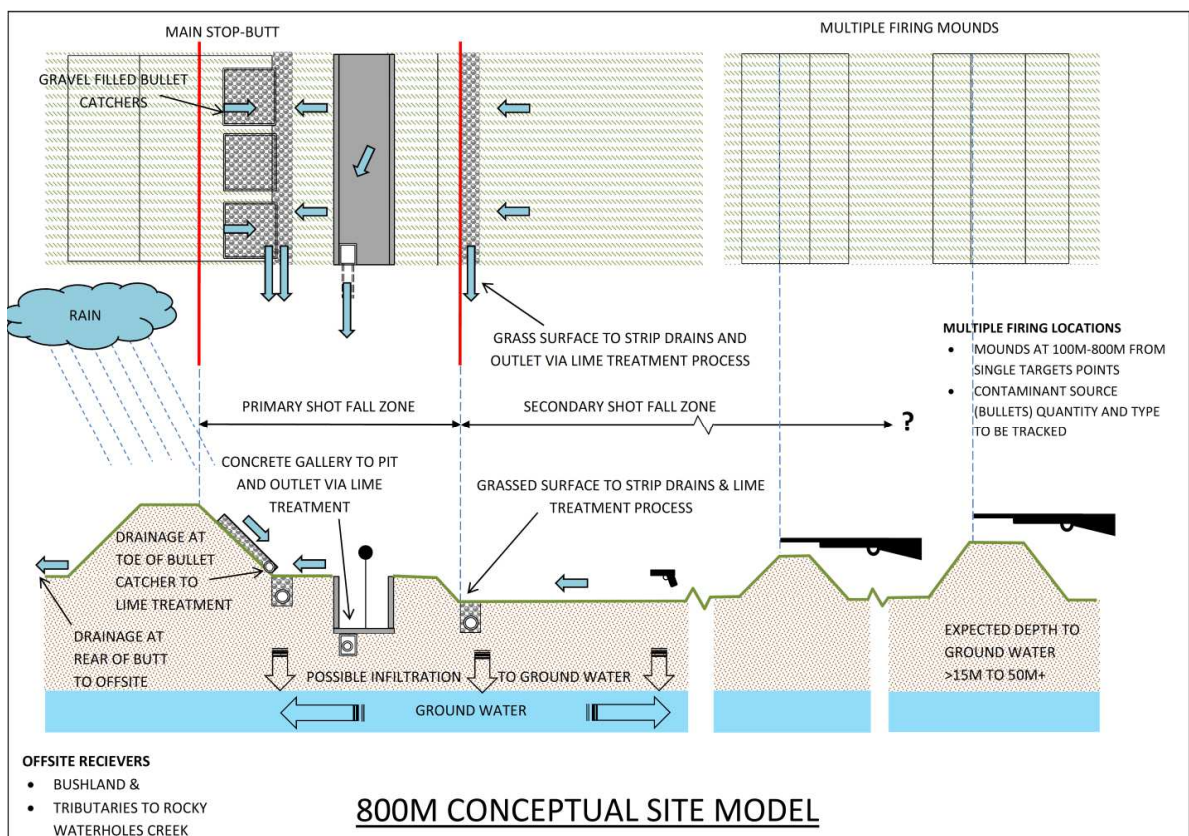 MAIN STOP-BUTT
MULTIPLE FIRING MOUNDS
GRAVEL FILLED BULLET
CATCHERS
RAIN
GRASS SURFACE TO STRIP DRAINS AND
OUTLET VIA LIME TREATMENT PROCESS
MULTIPLE FIRING LOCATIONS
• MOUNDS AT 100M-800M FROM
SINGLE TARGETS POINTS
• CONTAMINANT SOURCE
(BULLETS) QUANTITY AND TYPE
TO BE TRACKED
PRIMARY SHOT FALL ZONE
SECONDARY SHOT FALL ZONE
?
CONCRETE GALLERY TO PIT
AND OUTLET VIA LIME
TREATMENT
GRASSED SURFACE TO STRIP DRAINS & LIME
TREATMENT PROCESS
DRAINAGE AT
TOE OF BULLET
CATCHER TO
LIME TREATMENT
DRAINAGE AT
REAR OF BUTT
TO OFFSITE
EXPECTED DEPTH TO
GROUND WATER
>15M TO 50M+
POSSIBLE INFILTRATION TO GROUND WATER
GROUND WATER
OFFSITE RECIEVERS
• BUSHLAND &
• TRIBUTARIES TO ROCKY
WATERHOLES CREEK
800M CONCEPTUAL SITE MODEL